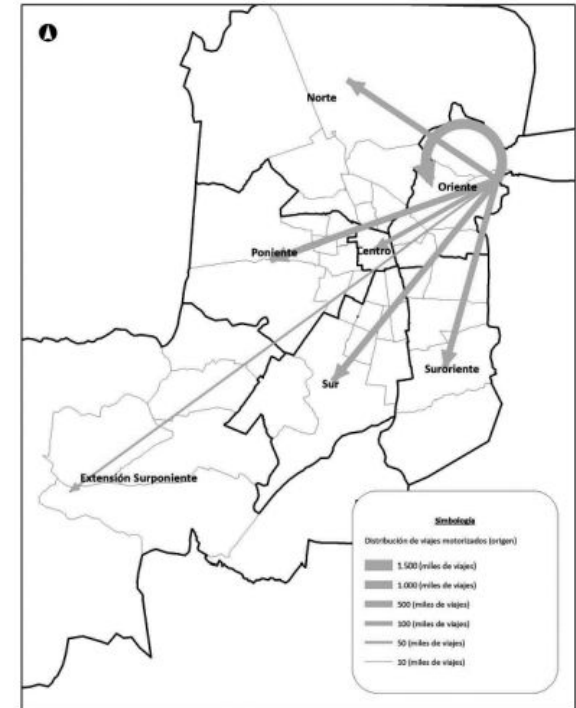 Norte
Oriente
Poniente
Centro
Sur
Suroriente
Extensión Surponiente
Simbología
Distribución de viajes motorizados (origen)
1.500 (miles de viajes)
1.000 (miles de viajes)
500 (miles de viajes)
100 (miles de viajes)
50 (miles de viajes)
10 (miles de viajes)